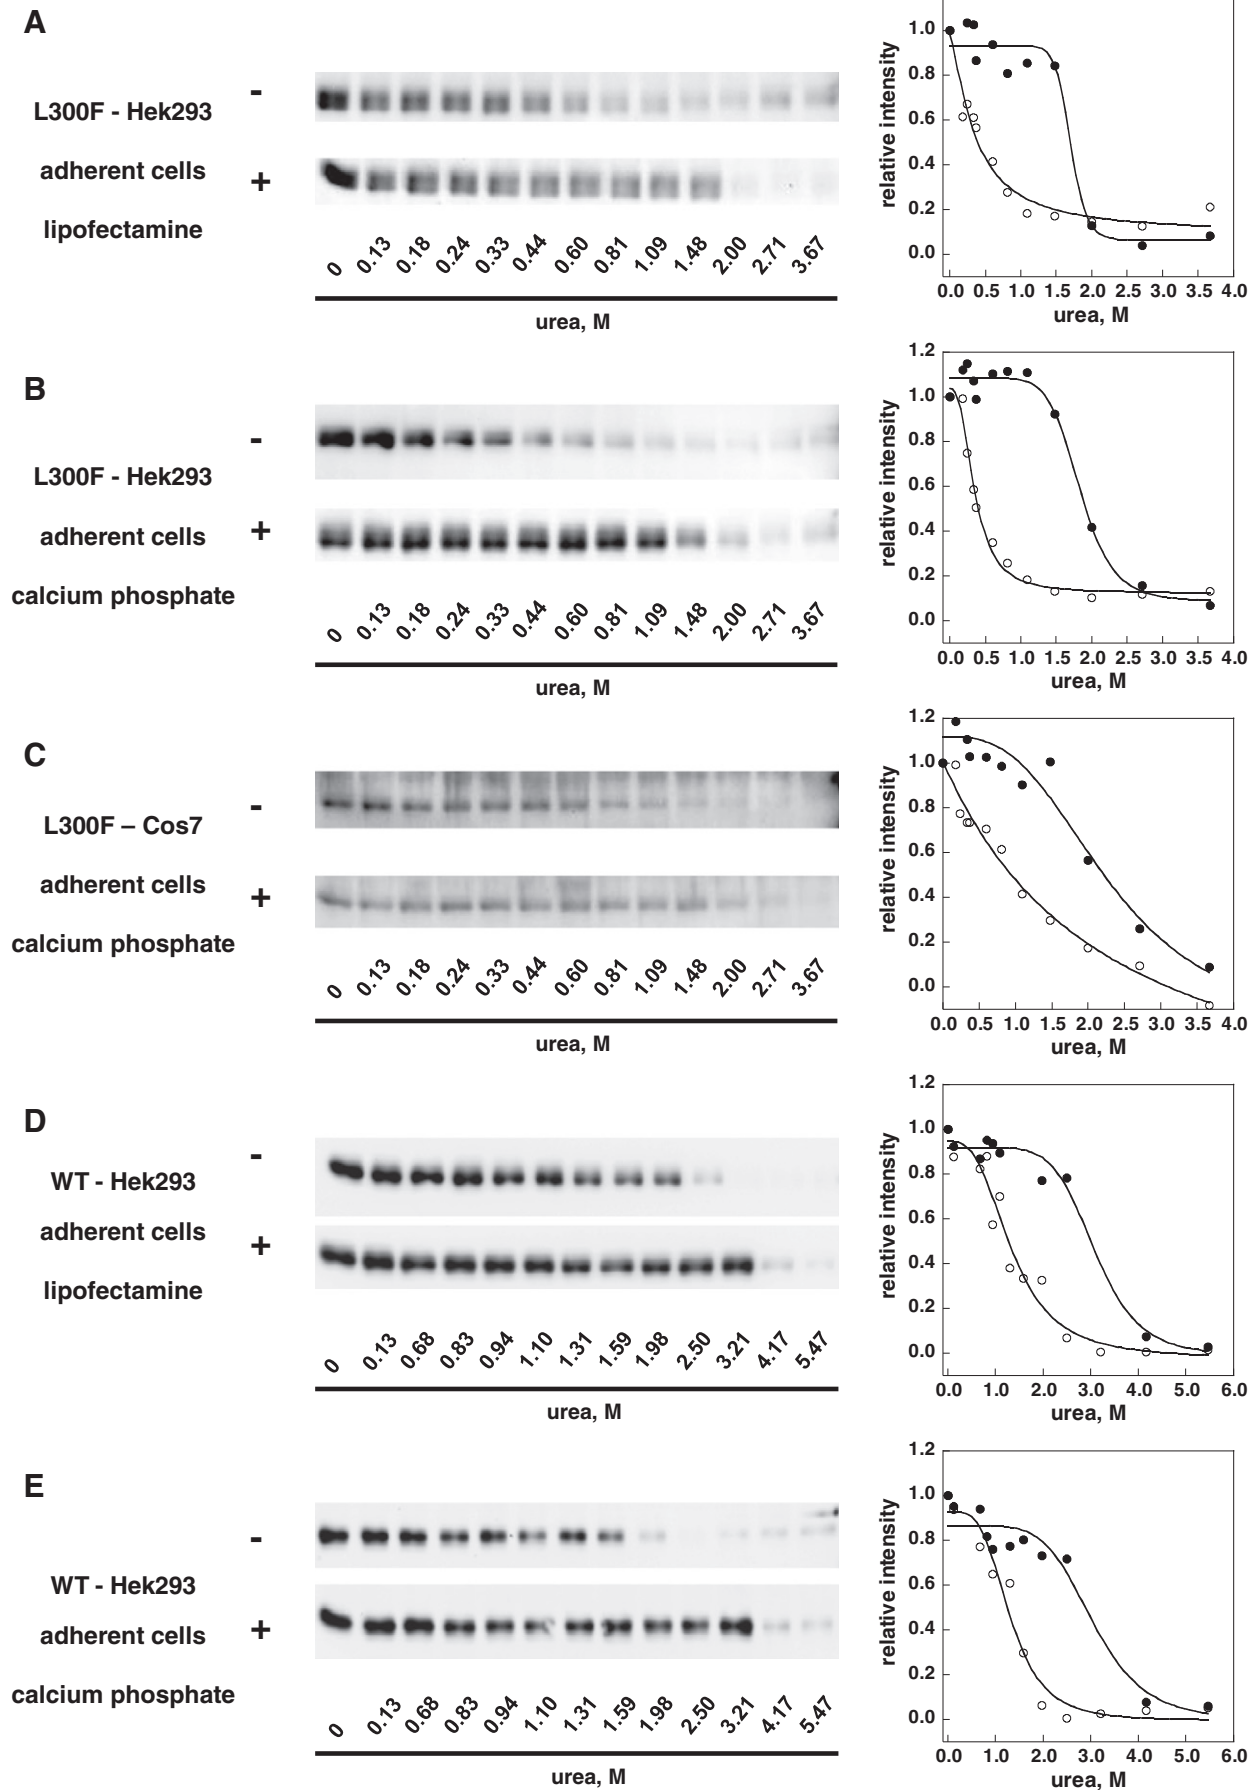 A
-
L300F - Hek293
adherent cells
+
lipofectamine
0 0.13 0.18 0.24 0.33 0.44 0.60 0.81 1.09 1.48 2.00 2.71 3.67
urea, M
relative intensity
1.0
0.8
0.6
0.4
0.2
0.0
0.0 0.5 1.0 1.5 2.0 2.5 3.0 3.5 4.0
urea, M
B
-
L300F - Hek293
+
adherent cells
calcium phosphate
0 0.13 0.18 0.24 0.33 0.44 0.60 0.81 1.09 1.48 2.00 2.71 3.67
urea, M
relative intensity
1.2
1.0
0.8
0.6
0.4
0.2
0.0
0.0 0.5 1.0 1.5 2.0 2.5 3.0 3.5 4.0
urea, M
C
-
L300F – Cos7
adherent cells
+
calcium phosphate
0 0.13 0.18 0.24 0.33 0.44 0.60 0.81 1.09 1.48 2.00 2.71 3.67
urea, M
relative intensity
1.2
1.0
0.8
0.6
0.4
0.2
0.0
0.0 0.5 1.0 1.5 2.0 2.5 3.0 3.5 4.0
urea, M
D
-
WT - Hek293
adherent cells
+
lipofectamine
0 0.13 0.68 0.83 0.94 1.10 1.31 1.59 1.98 2.50 3.21 4.17 5.47
urea, M
relative intensity
1.2
1.0
0.8
0.6
0.4
0.2
0.0
0.0 1.0 2.0 3.0 4.0 5.0 6.0
urea, M
E
-
WT - Hek293
adherent cells
+
calcium phosphate
0 0.13 0.68 0.83 0.94 1.10 1.31 1.59 1.98 2.50 3.21 4.17 5.47
urea, M
relative intensity
1.2
1.0
0.8
0.6
0.4
0.2
0.0
0.0 1.0 2.0 3.0 4.0 5.0 6.0
urea, M